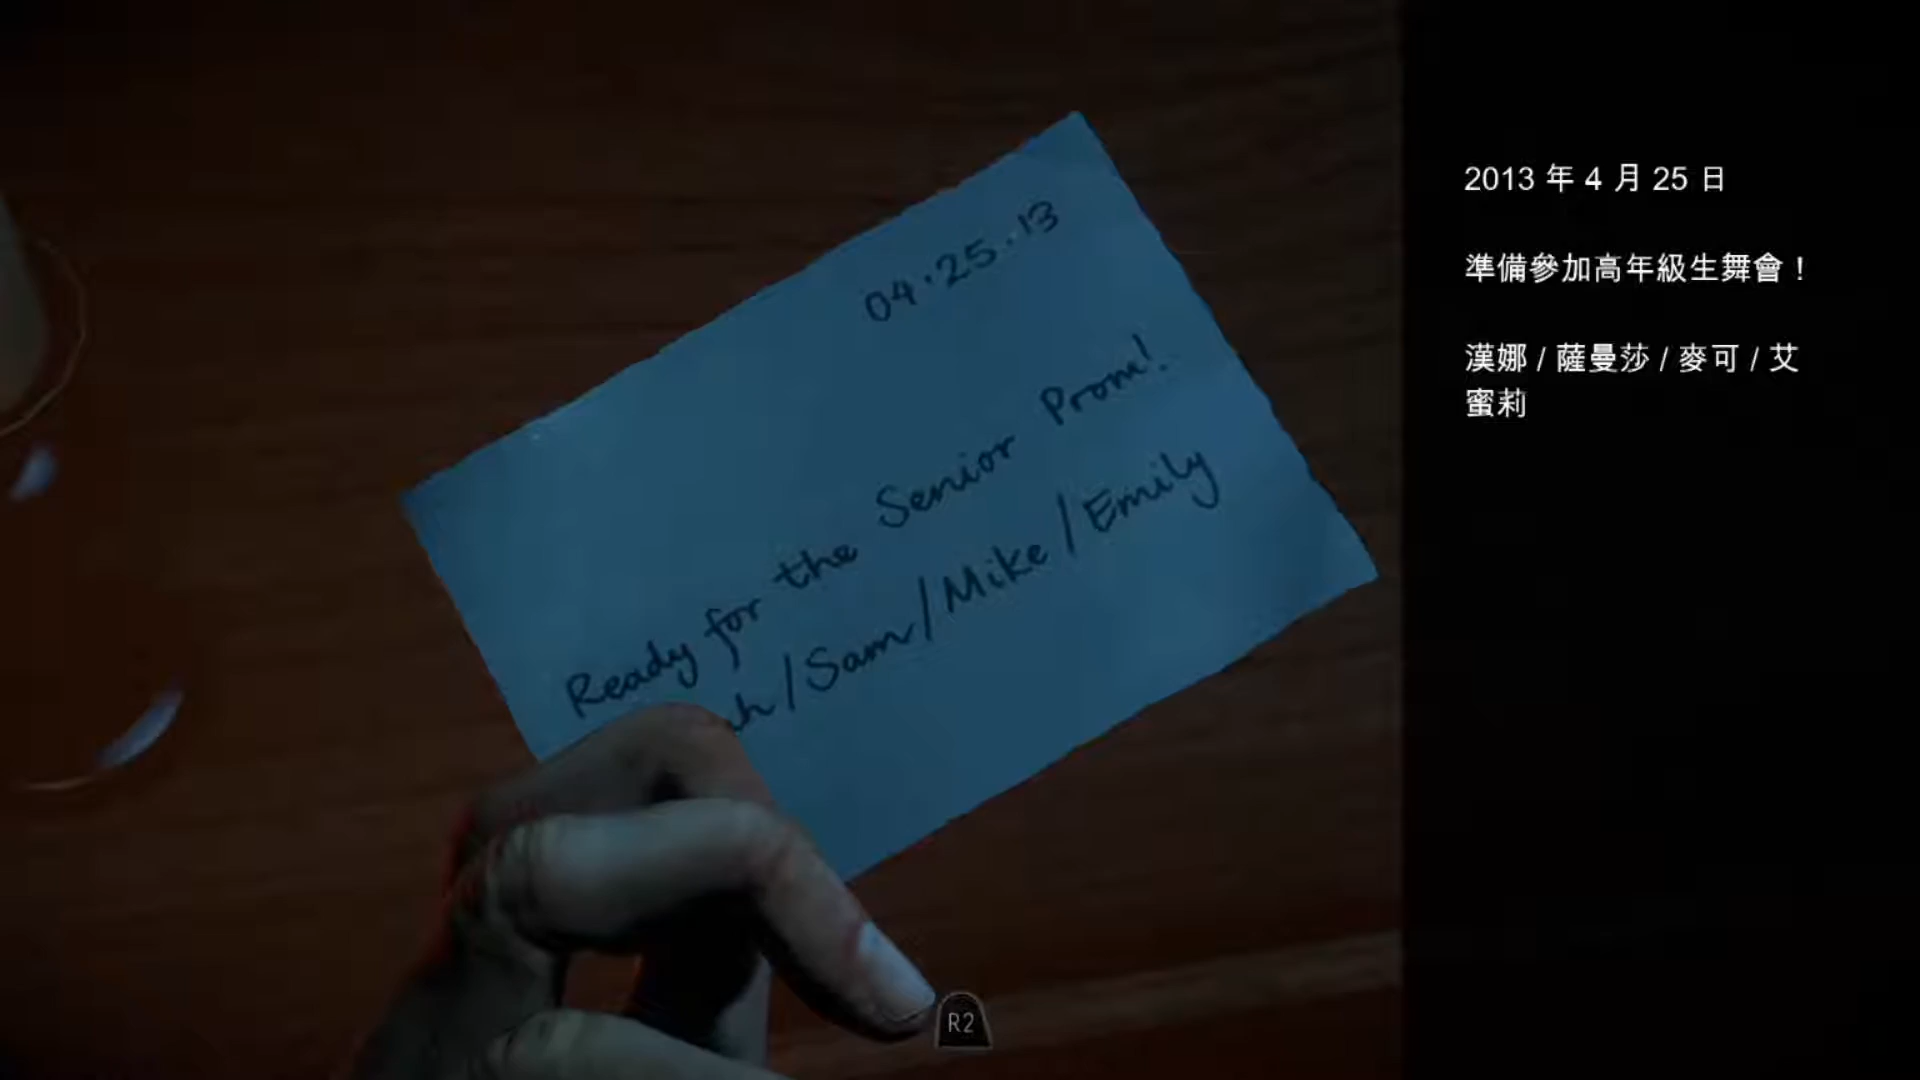 04.25.13
Ready for the Senior Prom!
ah/Sam/Mike/Emily
2013 年 4 月 25 日
準備參加高年級生舞會！
漢娜 / 薩曼莎 / 麥可 / 艾
蜜莉
R2